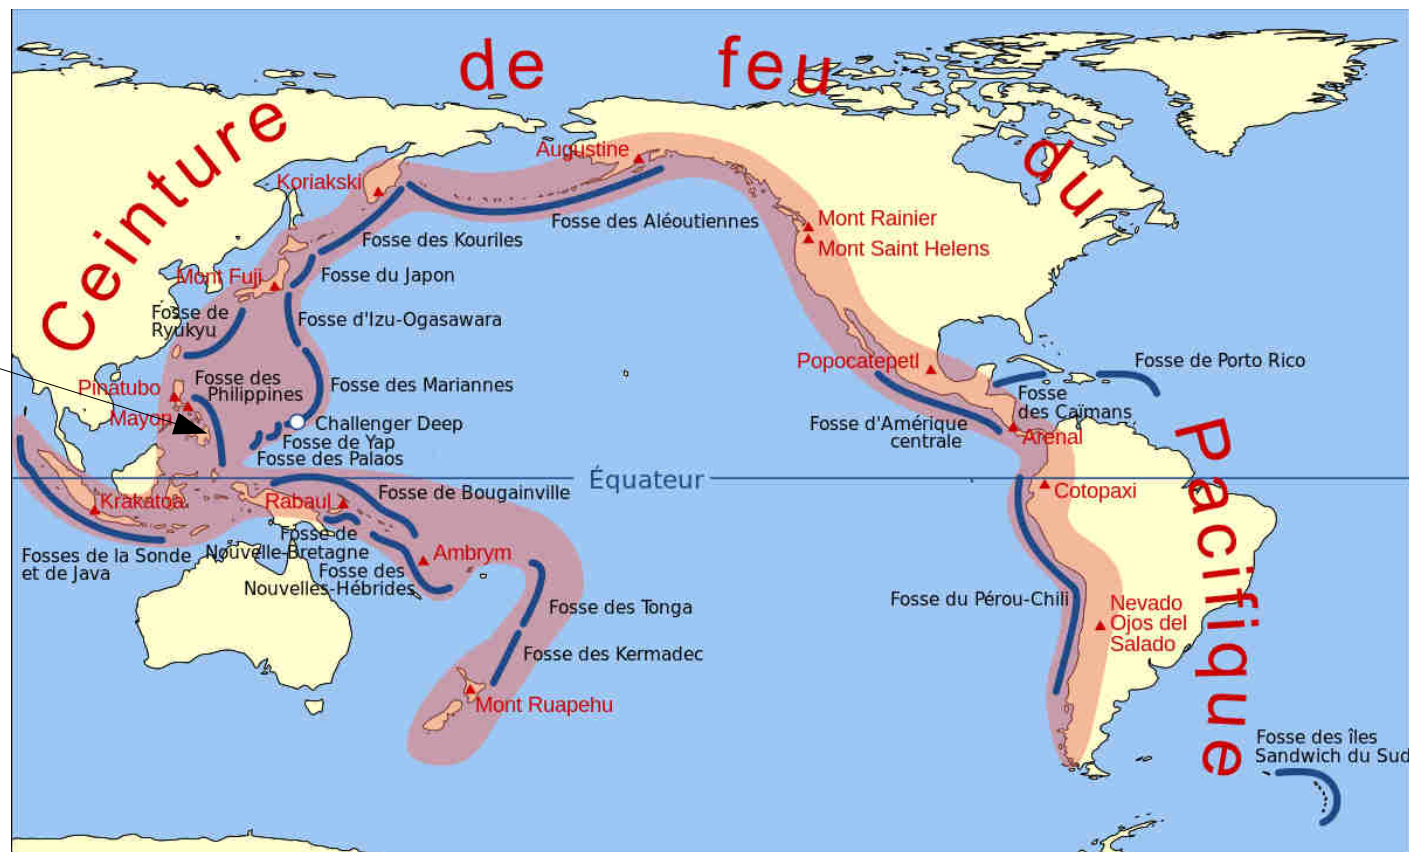 Ceinture de feu du Pacifique
Augustine
Koriakski
Fosse des Aléoutiennes
Mont Rainier
Mont Saint Helens
Fosse des Kouriles
Mont Fuji
Fosse du Japon
Fosse de
Ryukyu
Fosse d'Izu-Ogasawara
Popocatepetl
Fosse de Porto Rico
Pinatubo
Fosse des
Philippines
Fosse des Mariannes
Mayon
Fosse
des Caïmans
Challenger Deep
Fosse d'Amérique
centrale
Arenal
Fosse de Yap
Fosse des Palaos
Équateur
Krakatoa
Rabaul
Fosse de Bougainville
Cotopaxi
Fosses de la Sonde
et de Java
Fosse de
Nouvelle-Bretagne
Ambrym
Fosse des
Nouvelles-Hébrides
Fosse des Tonga
Fosse du Pérou-Chili
Nevado
Ojos del
Salado
Fosse des Kermadec
Mont Ruapehu
Fosse des îles
Sandwich du Sud